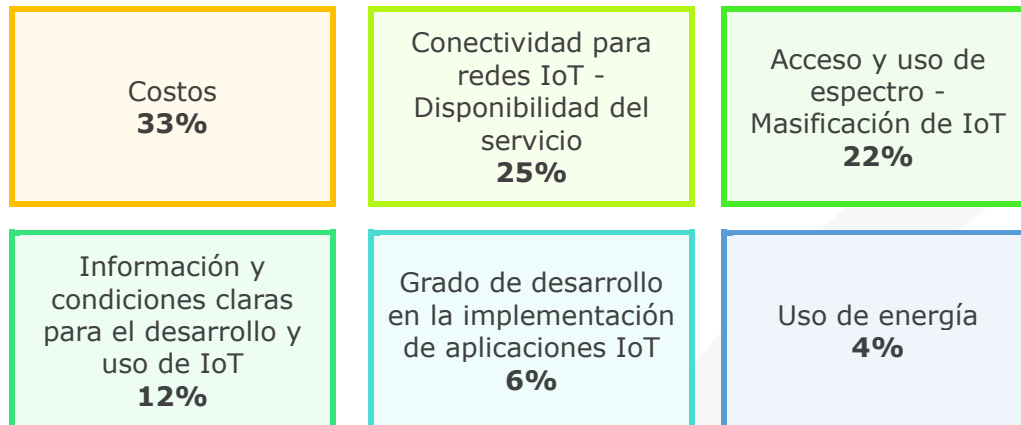 Costos
33%
Conectividad para
redes IoT -
Disponibilidad del
servicio
25%
Acceso y uso de
espectro -
Masificación de IoT
22%
Información y
condiciones claras
para el desarrollo y
uso de IoT
12%
Grado de desarrollo
en la implementación
de aplicaciones IoT
6%
Uso de energía
4%